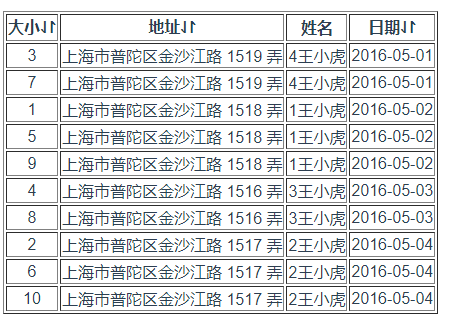 大小↓↑ 地址↓↑ 姓名 日期↓↑
3 上海市普陀区金沙江路 1519 弄 4王小虎 2016-05-01
7 上海市普陀区金沙江路 1519 弄 4王小虎 2016-05-01
1 上海市普陀区金沙江路 1518 弄 1王小虎 2016-05-02
5 上海市普陀区金沙江路 1518 弄 1王小虎 2016-05-02
9 上海市普陀区金沙江路 1518 弄 1王小虎 2016-05-02
4 上海市普陀区金沙江路 1516 弄 3王小虎 2016-05-03
8 上海市普陀区金沙江路 1516 弄 3王小虎 2016-05-03
2 上海市普陀区金沙江路 1517 弄 2王小虎 2016-05-04
6 上海市普陀区金沙江路 1517 弄 2王小虎 2016-05-04
10 上海市普陀区金沙江路 1517 弄 2王小虎 2016-05-04